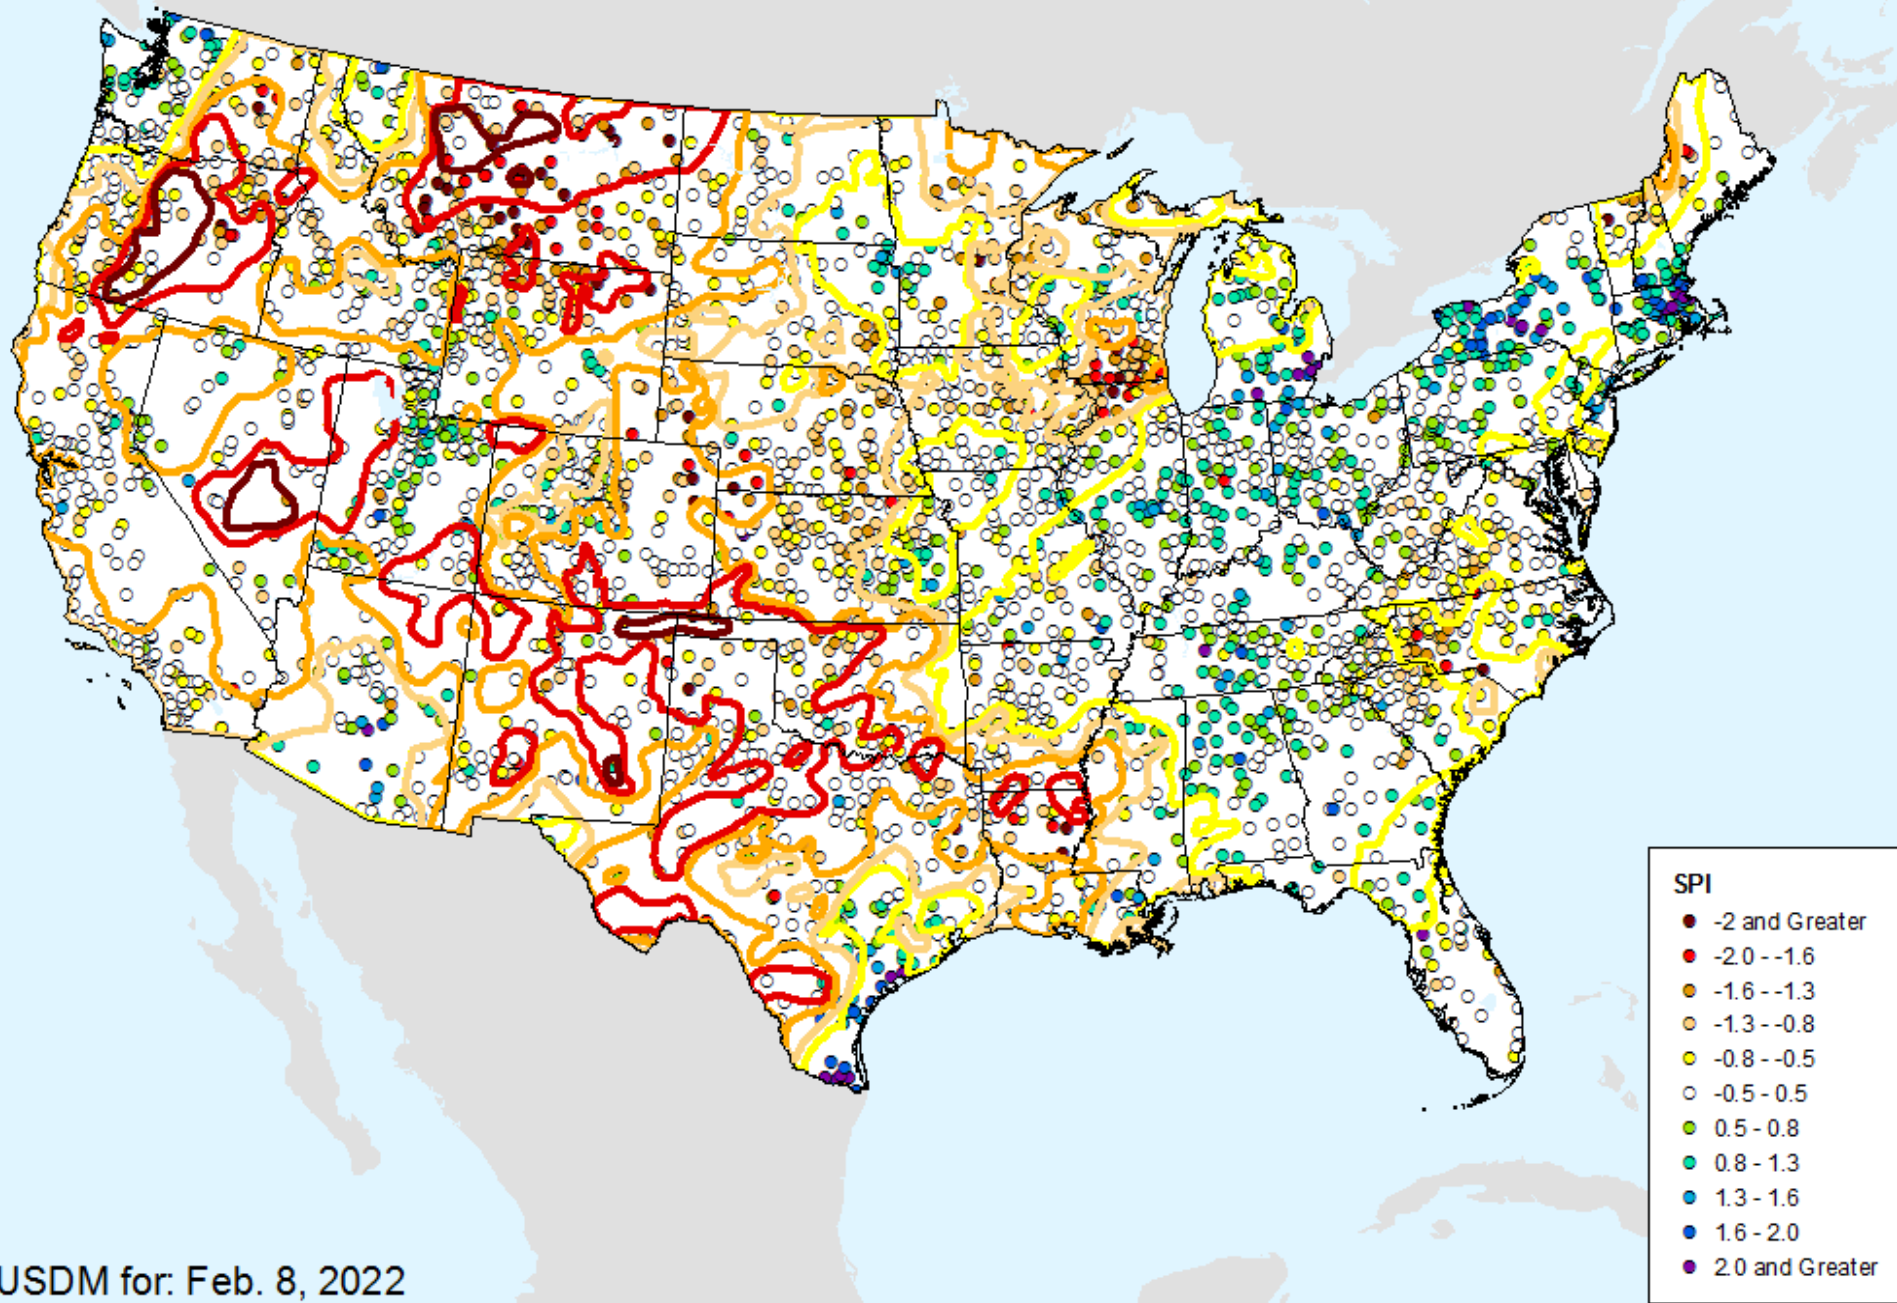 SPI
-2 and Greater
-2.0 - -1.6
-1.6 - -1.3
-1.3 - -0.8
-0.8 - -0.5
-0.5 - 0.5
0.5 - 0.8
0.8 - 1.3
1.3 - 1.6
1.6 - 2.0
2.0 and Greater
USDM for: Feb. 8, 2022